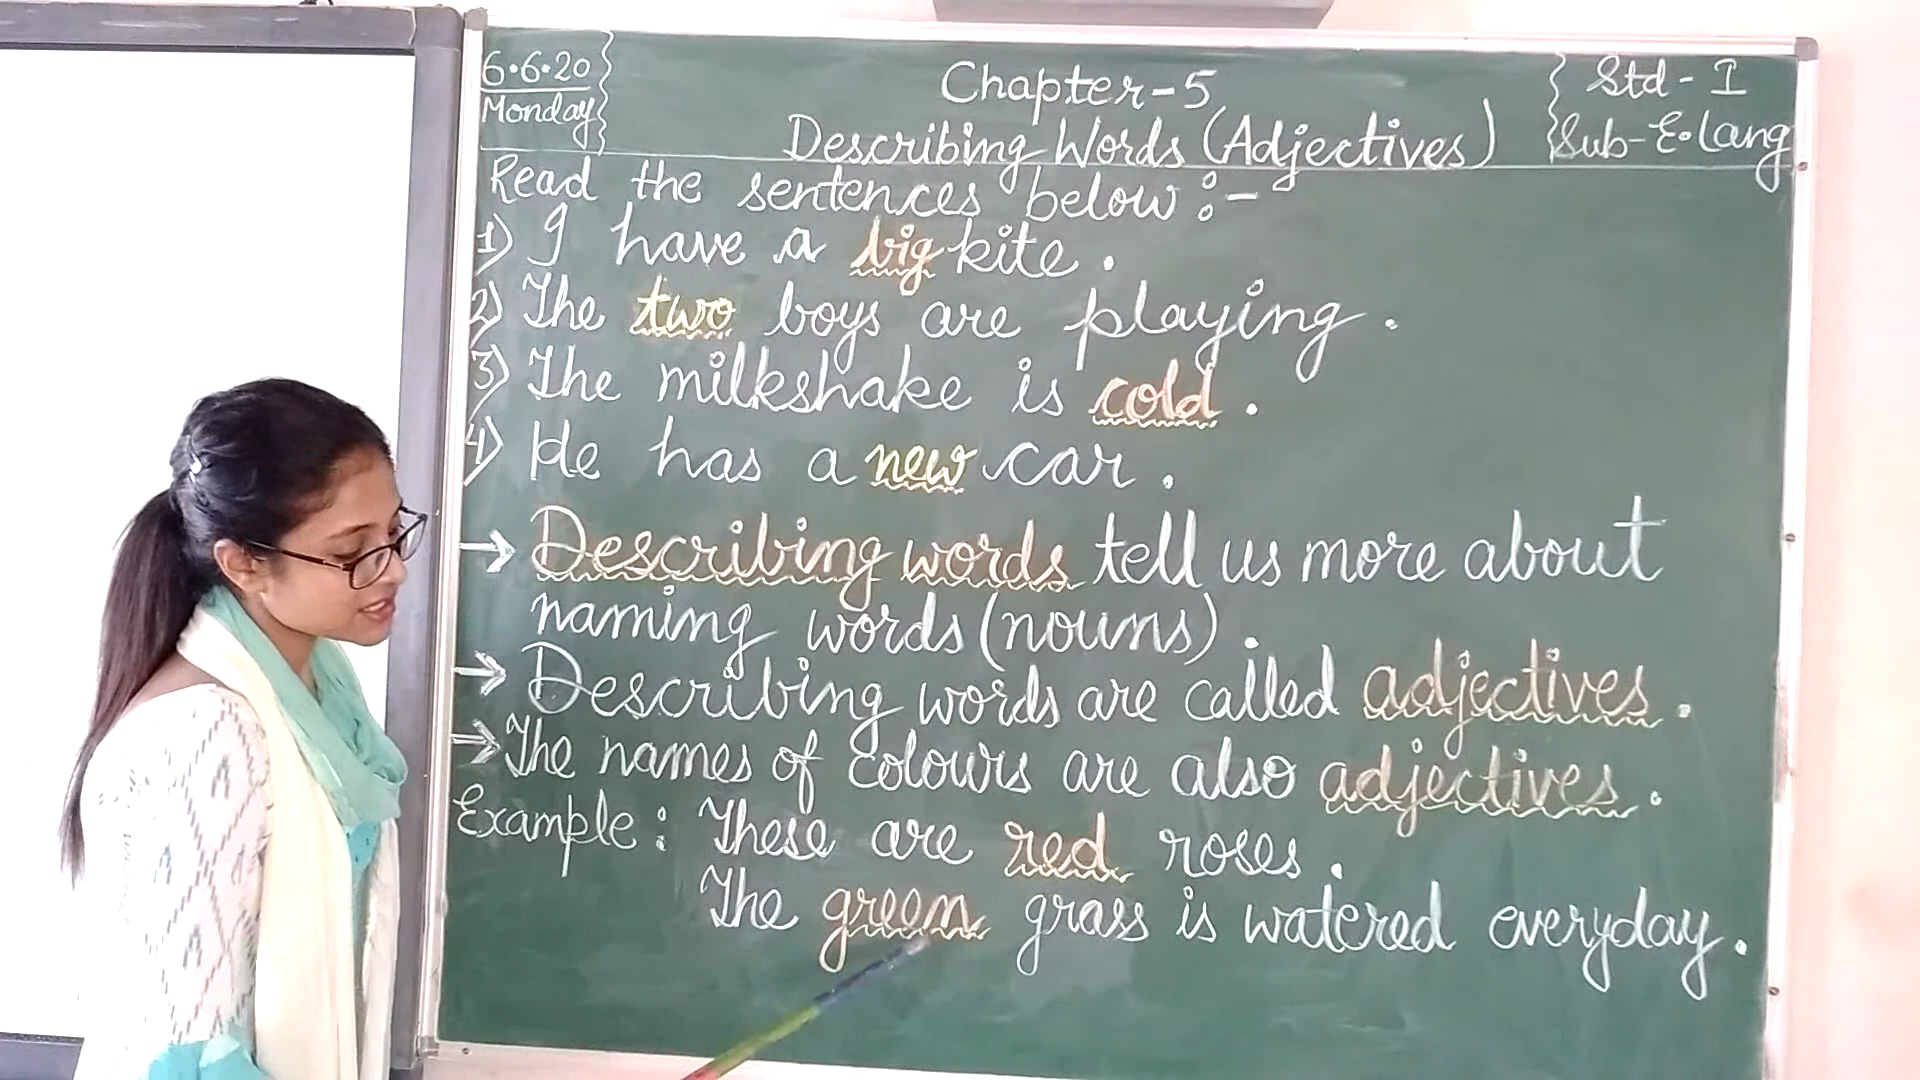 6.6.20
Monday
Chapter-5
Describing Words (Adjectives)
Std - I
Sub-E.Lang
Read the sentences below :-
1) I have a big kite.
2) The two boys are playing.
3) The milkshake is cold.
4) He has a new car.
→ Describing words tell us more about
naming words (nouns).
→ Describing words are called adjectives.
→ The names of colours are also adjectives.
Example: These are red roses.
The green grass is watered everyday.